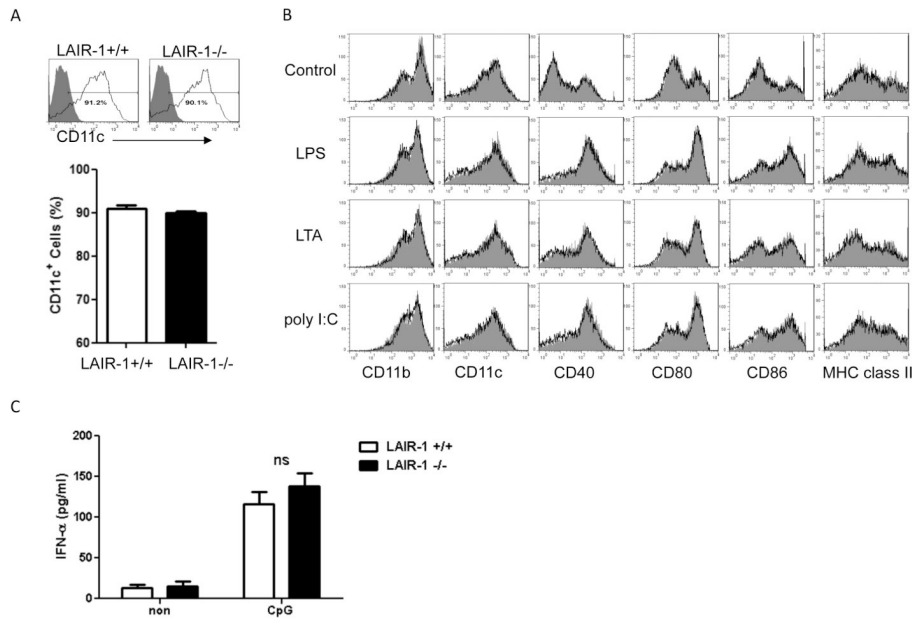 A
LAIR-1+/+ LAIR-1-/-
91.2% 90.1%
CD11c
CD11c+ Cells (%)
100
90
80
70
60
LAIR-1+/+ LAIR-1-/-
B
Control
LPS
LTA
poly I:C
CD11b CD11c CD40 CD80 CD86 MHC class II
C
IFN-α (pg/ml)
200
150
100
50
0
ns
non CpG
LAIR-1 +/+
LAIR-1 -/-